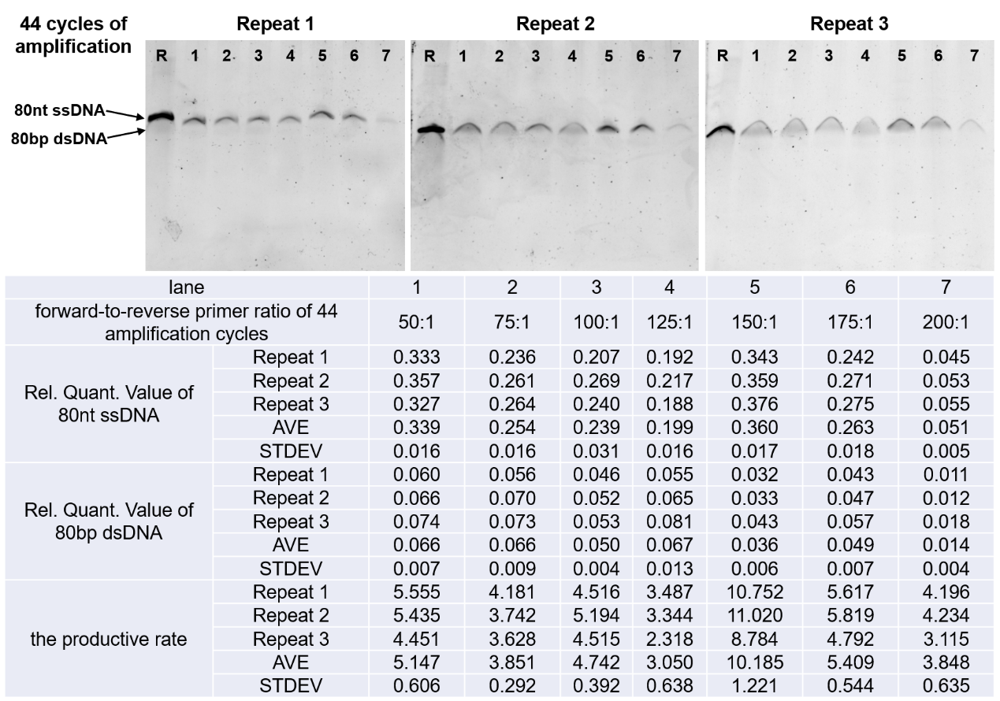 44 cycles of
amplification
Repeat 1
Repeat 2
Repeat 3
R 1 2 3 4 5 6 7
R 1 2 3 4 5 6 7
R 1 2 3 4 5 6 7
80nt ssDNA
80bp dsDNA
lane 1 2 3 4 5 6 7
forward-to-reverse primer ratio of 44
amplification cycles
50:1 75:1 100:1 125:1 150:1 175:1 200:1
Rel. Quant. Value of
80nt ssDNA
Repeat 1 0.333 0.236 0.207 0.192 0.343 0.242 0.045
Repeat 2 0.357 0.261 0.269 0.217 0.359 0.271 0.053
Repeat 3 0.327 0.264 0.240 0.188 0.376 0.275 0.055
AVE 0.339 0.254 0.239 0.199 0.360 0.263 0.051
STDEV 0.016 0.016 0.031 0.016 0.017 0.018 0.005
Rel. Quant. Value of
80bp dsDNA
Repeat 1 0.060 0.056 0.046 0.055 0.032 0.043 0.011
Repeat 2 0.066 0.070 0.052 0.065 0.033 0.047 0.012
Repeat 3 0.074 0.073 0.053 0.081 0.043 0.057 0.018
AVE 0.066 0.066 0.050 0.067 0.036 0.049 0.014
STDEV 0.007 0.009 0.004 0.013 0.006 0.007 0.004
the productive rate
Repeat 1 5.555 4.181 4.516 3.487 10.752 5.617 4.196
Repeat 2 5.435 3.742 5.194 3.344 11.020 5.819 4.234
Repeat 3 4.451 3.628 4.515 2.318 8.784 4.792 3.115
AVE 5.147 3.851 4.742 3.050 10.185 5.409 3.848
STDEV 0.606 0.292 0.392 0.638 1.221 0.544 0.635